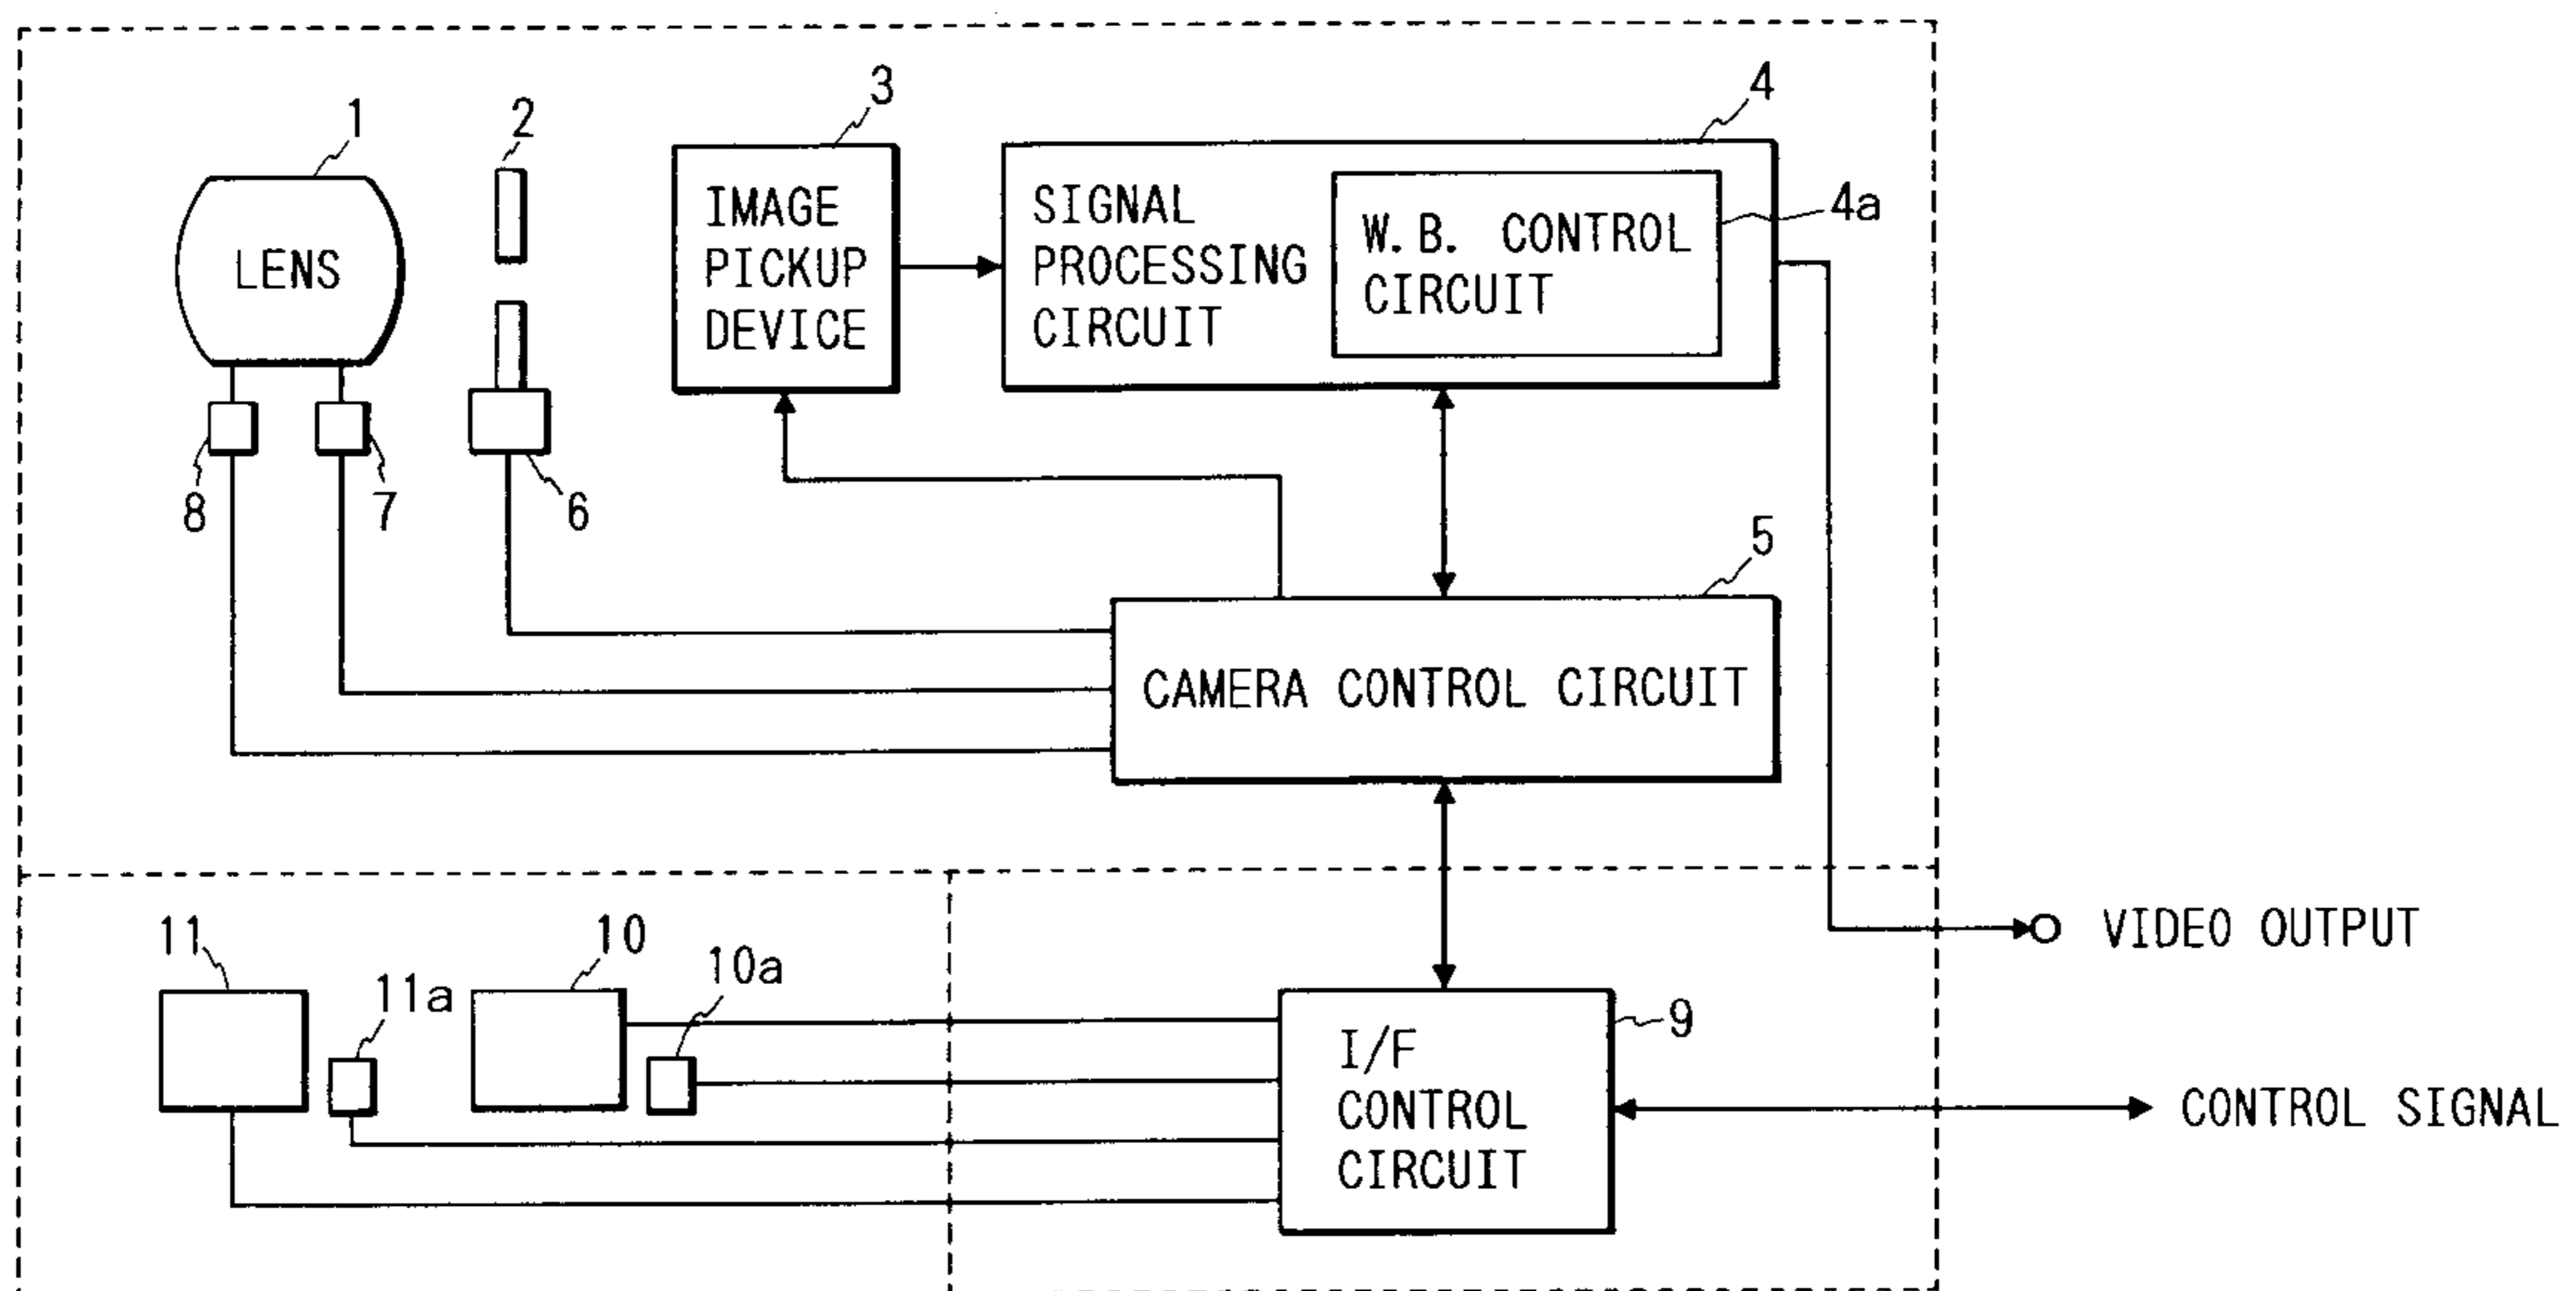 1
2
3
4
LENS
IMAGE
PICKUP
DEVICE
SIGNAL
PROCESSING
CIRCUIT
W.B. CONTROL
CIRCUIT
4a
8
7
6
5
CAMERA CONTROL CIRCUIT
11
11a
10
10a
I/F
CONTROL
CIRCUIT
9
VIDEO OUTPUT
CONTROL SIGNAL